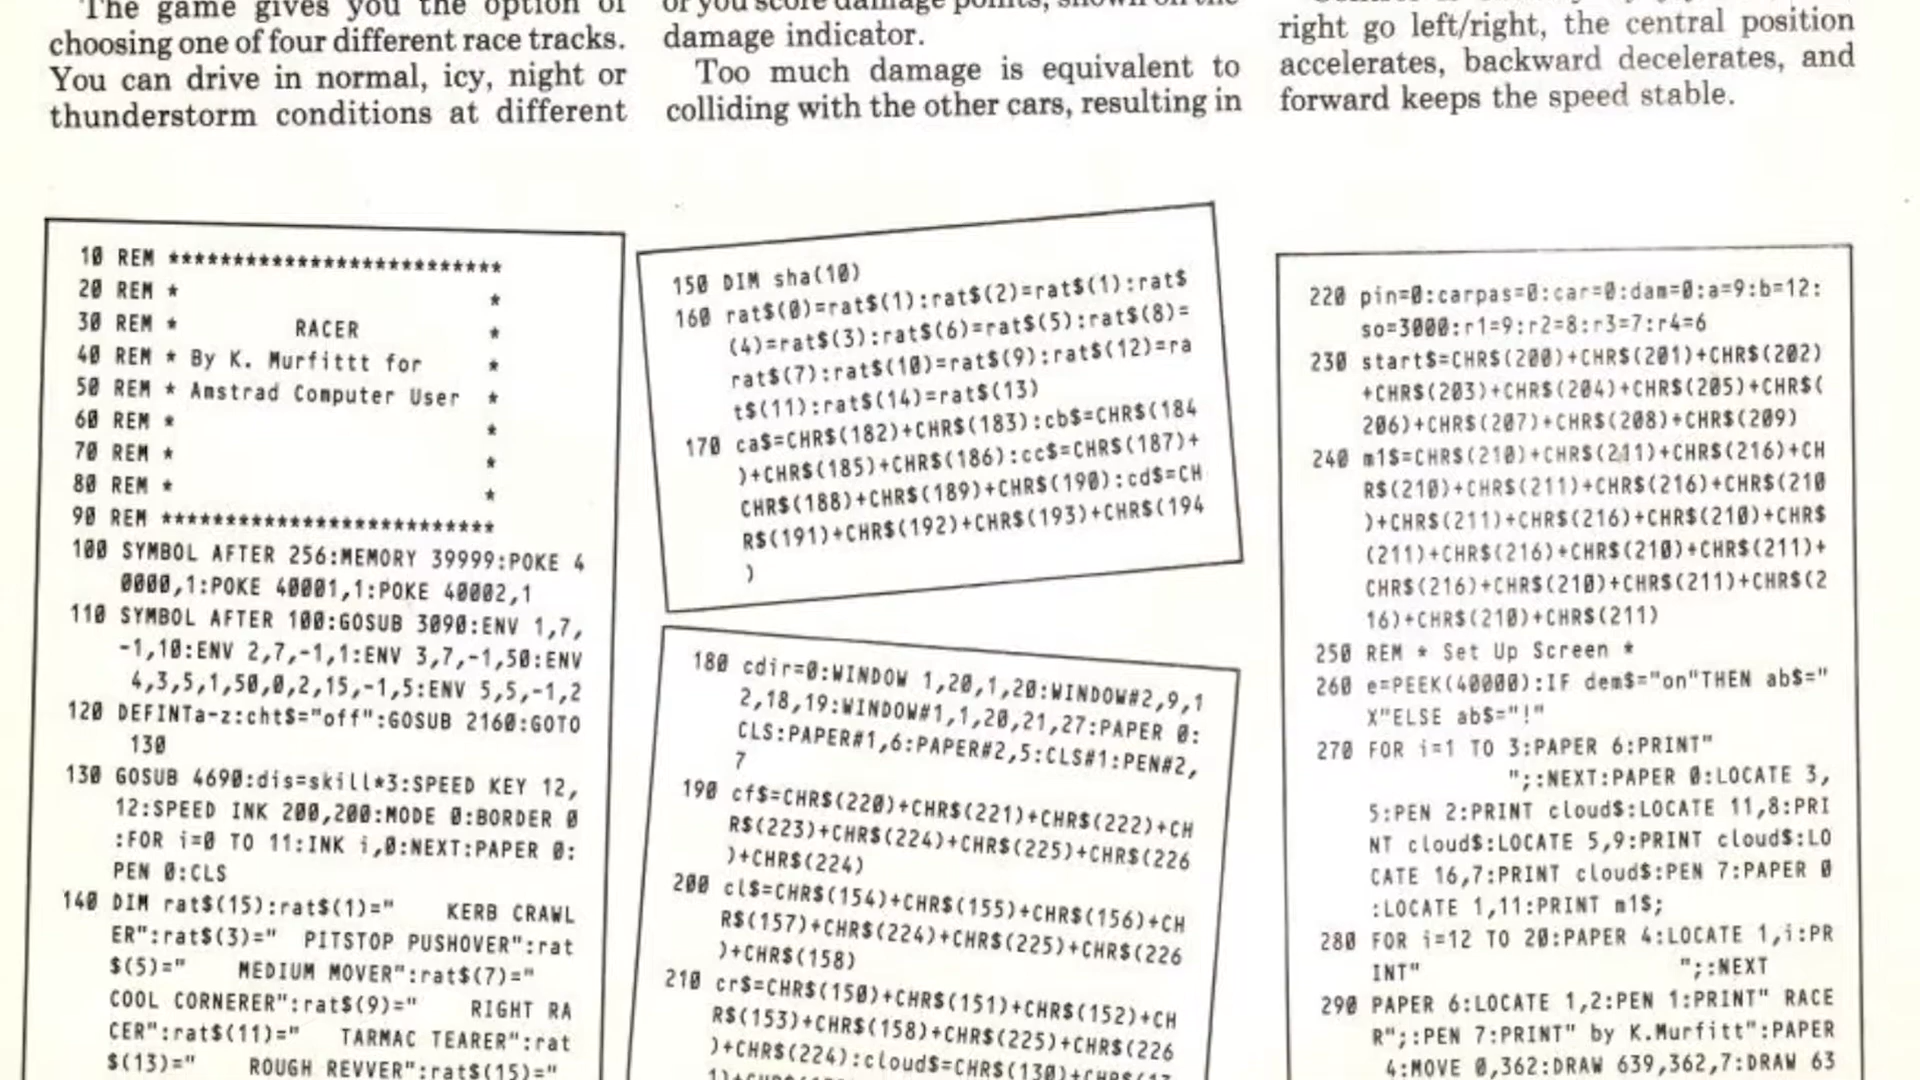 The game gives you the option of
choosing one of four different race tracks.
You can drive in normal, icy, night or
thunderstorm conditions at different
or you score damage points, shown on the
damage indicator.
Too much damage is equivalent to
colliding with the other cars, resulting in
right go left/right, the central position
accelerates, backward decelerates, and
forward keeps the speed stable.
10 REM **************************
20 REM * *
30 REM * RACER *
40 REM * By K. Murfittt for *
50 REM * Amstrad Computer User *
60 REM * *
70 REM * *
80 REM * *
90 REM **************************
100 SYMBOL AFTER 256:MEMORY 39999:POKE 4
0000,1:POKE 40001,1:POKE 40002,1
110 SYMBOL AFTER 100:GOSUB 3090:ENV 1,7,
-1,10:ENV 2,7,-1,1:ENV 3,7,-1,50:ENV
4,3,5,1,50,0,2,15,-1,5:ENV 5,5,-1,2
120 DEFINTa-z:cht$="off":GOSUB 2160:GOTO
130
130 GOSUB 4690:dis=skill*3:SPEED KEY 12,
12:SPEED INK 200,200:MODE 0:BORDER 0
:FOR i=0 TO 11:INK i,0:NEXT:PAPER 0:
PEN 0:CLS
140 DIM rat$(15):rat$(1)=" KERB CRAWL
ER":rat$(3)=" PITSTOP PUSHOVER":rat
$(5)=" MEDIUM MOVER":rat$(7)="
COOL CORNERER":rat$(9)=" RIGHT RA
CER":rat$(11)=" TARMAC TEARER":rat
$(13)=" ROUGH REVVER":rat$(15)="
150 DIM sha(10)
160 rat$(0)=rat$(1):rat$(2)=rat$(1):rat$
(4)=rat$(3):rat$(6)=rat$(5):rat$(8)=
rat$(7):rat$(10)=rat$(9):rat$(12)=ra
t$(11):rat$(14)=rat$(13)
170 ca$=CHR$(182)+CHR$(183):cb$=CHR$(184
)+CHR$(185)+CHR$(186):cc$=CHR$(187)+
CHR$(188)+CHR$(189)+CHR$(190):cd$=CH
R$(191)+CHR$(192)+CHR$(193)+CHR$(194
)
180 cdir=0:WINDOW 1,20,1,20:WINDOW#2,9,1
2,18,19:WINDOW#1,1,20,21,27:PAPER 0:
CLS:PAPER#1,6:PAPER#2,5:CLS#1:PEN#2,
7
190 cf$=CHR$(220)+CHR$(221)+CHR$(222)+CH
R$(223)+CHR$(224)+CHR$(225)+CHR$(226
)+CHR$(224)
200 cl$=CHR$(154)+CHR$(155)+CHR$(156)+CH
R$(157)+CHR$(224)+CHR$(225)+CHR$(226
)+CHR$(158)
210 cr$=CHR$(150)+CHR$(151)+CHR$(152)+CH
R$(153)+CHR$(158)+CHR$(225)+CHR$(226
)+CHR$(224):cloud$=CHR$(130)+CHR$(13
220 pin=0:carpas=0:car=0:dam=0:a=9:b=12:
so=3000:r1=9:r2=8:r3=7:r4=6
230 start$=CHR$(200)+CHR$(201)+CHR$(202)
+CHR$(203)+CHR$(204)+CHR$(205)+CHR$(
206)+CHR$(207)+CHR$(208)+CHR$(209)
240 m1$=CHR$(210)+CHR$(211)+CHR$(216)+CH
R$(210)+CHR$(211)+CHR$(216)+CHR$(210
)+CHR$(211)+CHR$(216)+CHR$(210)+CHR$
(211)+CHR$(216)+CHR$(210)+CHR$(211)+
CHR$(216)+CHR$(210)+CHR$(211)+CHR$(2
16)+CHR$(210)+CHR$(211)
250 REM * Set Up Screen *
260 e=PEEK(40000):IF dem$="on"THEN ab$="
X"ELSE ab$="!"
270 FOR i=1 TO 3:PAPER 6:PRINT"
";:NEXT:PAPER 0:LOCATE 3,
5:PEN 2:PRINT cloud$:LOCATE 11,8:PRI
NT cloud$:LOCATE 5,9:PRINT cloud$:LO
CATE 16,7:PRINT cloud$:PEN 7:PAPER 0
:LOCATE 1,11:PRINT m1$;
280 FOR i=12 TO 20:PAPER 4:LOCATE 1,i:PR
INT" ";:NEXT
290 PAPER 6:LOCATE 1,2:PEN 1:PRINT" RACE
R";:PEN 7:PRINT" by K.Murfitt":PAPER
4:MOVE 0,362:DRAW 639,362,7:DRAW 63